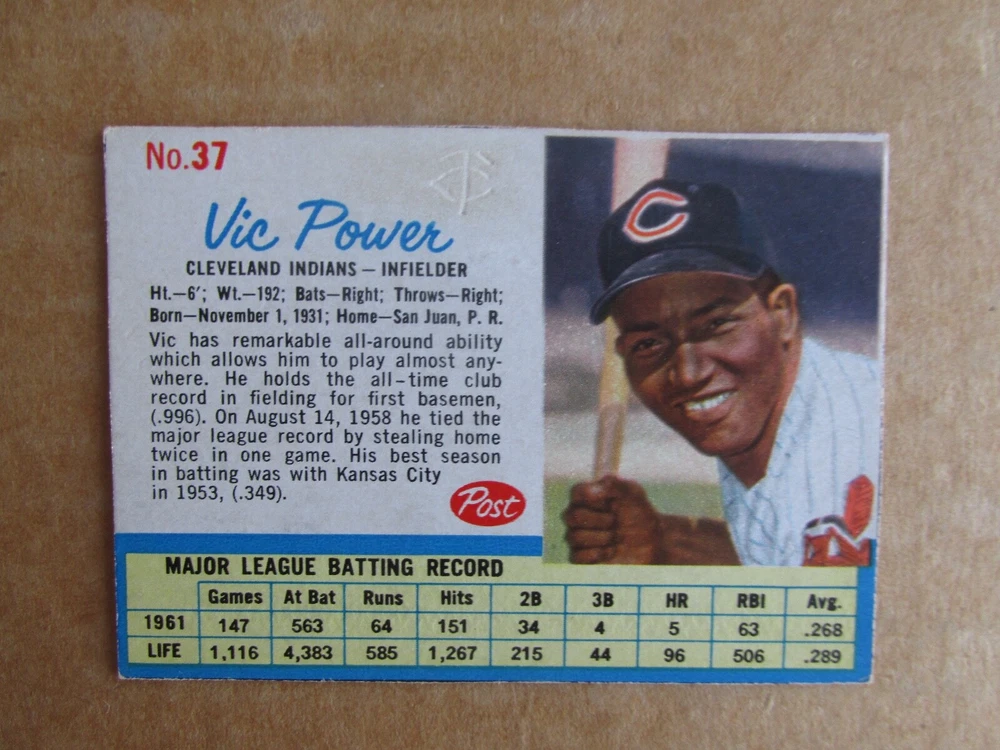 No.37
Vic Power
CLEVELAND INDIANS — INFIELDER
Ht.—6'; Wt.—192; Bats—Right; Throws—Right;
Born—November 1, 1931; Home—San Juan, P. R.
Vic has remarkable all-around ability
which allows him to play almost any-
where. He holds the all-time club
record in fielding for first basemen,
(.996). On August 14, 1958 he tied the
major league record by stealing home
twice in one game. His best season
in batting was with Kansas City
in 1953, (.349).
Post
C
MAJOR LEAGUE BATTING RECORD
Games At Bat Runs Hits 2B 3B HR RBI Avg.
1961 147 563 64 151 34 4 5 63 .268
LIFE 1,116 4,383 585 1,267 215 44 96 506 .289